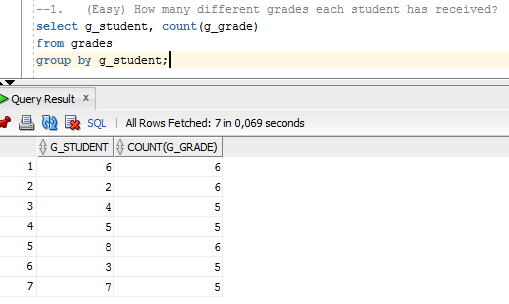 --1. (Easy) How many different grades each student has received?
select g_student, count(g_grade)
from grades
group by g_student;
Query Result x
SQL | All Rows Fetched: 7 in 0,069 seconds
G_STUDENT COUNT(G_GRADE)
1 6 6
2 2 6
3 4 5
4 5 5
5 8 6
6 3 5
7 7 5